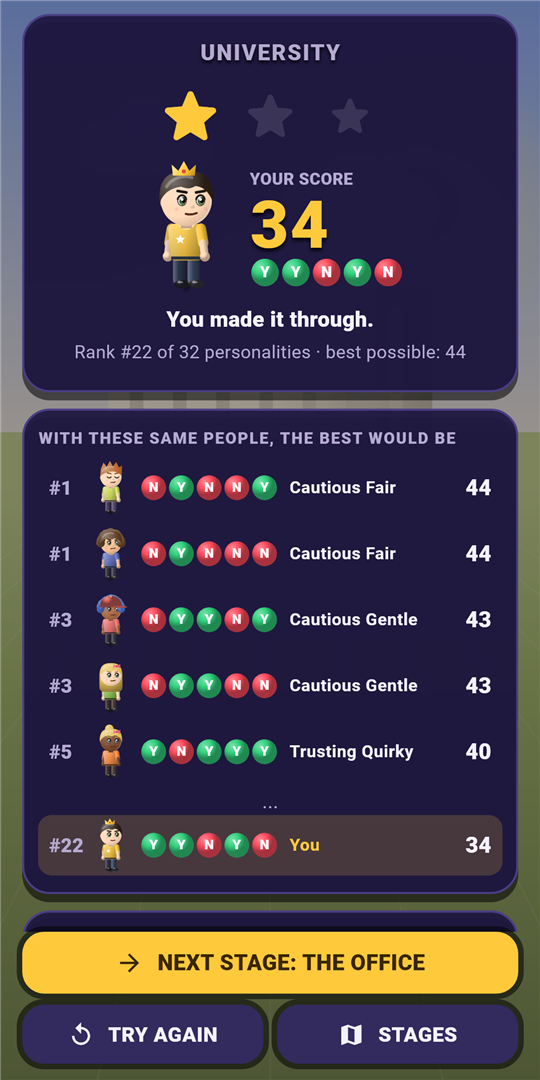 UNIVERSITY
YOUR SCORE
34
Y Y N Y N
You made it through.
Rank #22 of 32 personalities · best possible: 44
WITH THESE SAME PEOPLE, THE BEST WOULD BE
#1 N Y N N Y Cautious Fair 44
#1 N Y N N N Cautious Fair 44
#3 N Y Y N Y Cautious Gentle 43
#3 N Y Y N N Cautious Gentle 43
#5 Y N Y Y Y Trusting Quirky 40
...
#22 Y Y N Y N You 34
NEXT STAGE: THE OFFICE
TRY AGAIN STAGES